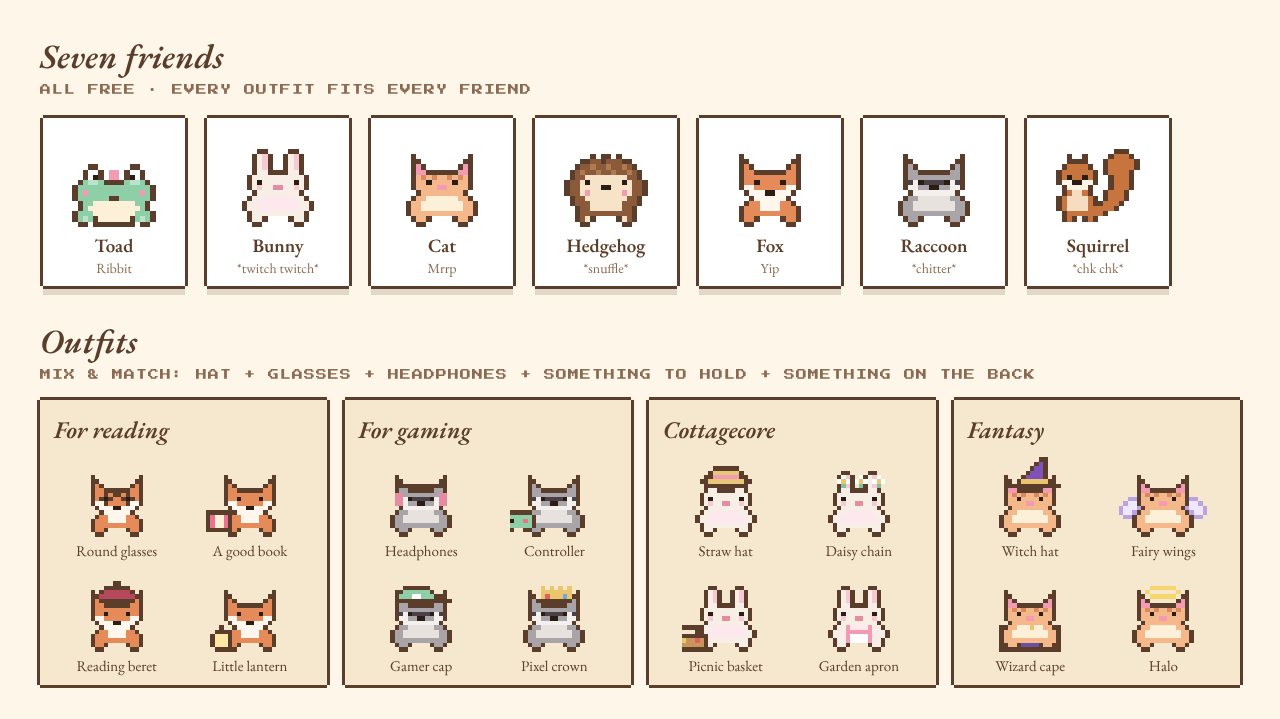 Seven friends
ALL FREE · EVERY OUTFIT FITS EVERY FRIEND
Toad
Ribbit
Bunny
*twitch twitch*
Cat
Mrrp
Hedgehog
*snuffle*
Fox
Yip
Raccoon
*chitter*
Squirrel
*chk chk*
Outfits
MIX & MATCH: HAT + GLASSES + HEADPHONES + SOMETHING TO HOLD + SOMETHING ON THE BACK
For reading
Round glasses
A good book
Reading beret
Little lantern
For gaming
Headphones
Controller
Gamer cap
Pixel crown
Cottagecore
Straw hat
Daisy chain
Picnic basket
Garden apron
Fantasy
Witch hat
Fairy wings
Wizard cape
Halo